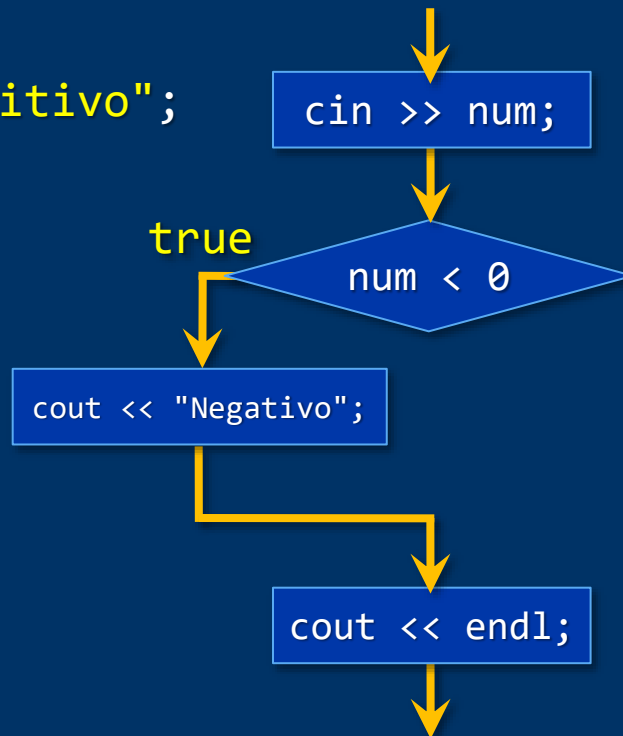 itivo";
cin >> num;
true
num < 0
cout << "Negativo";
cout << endl;